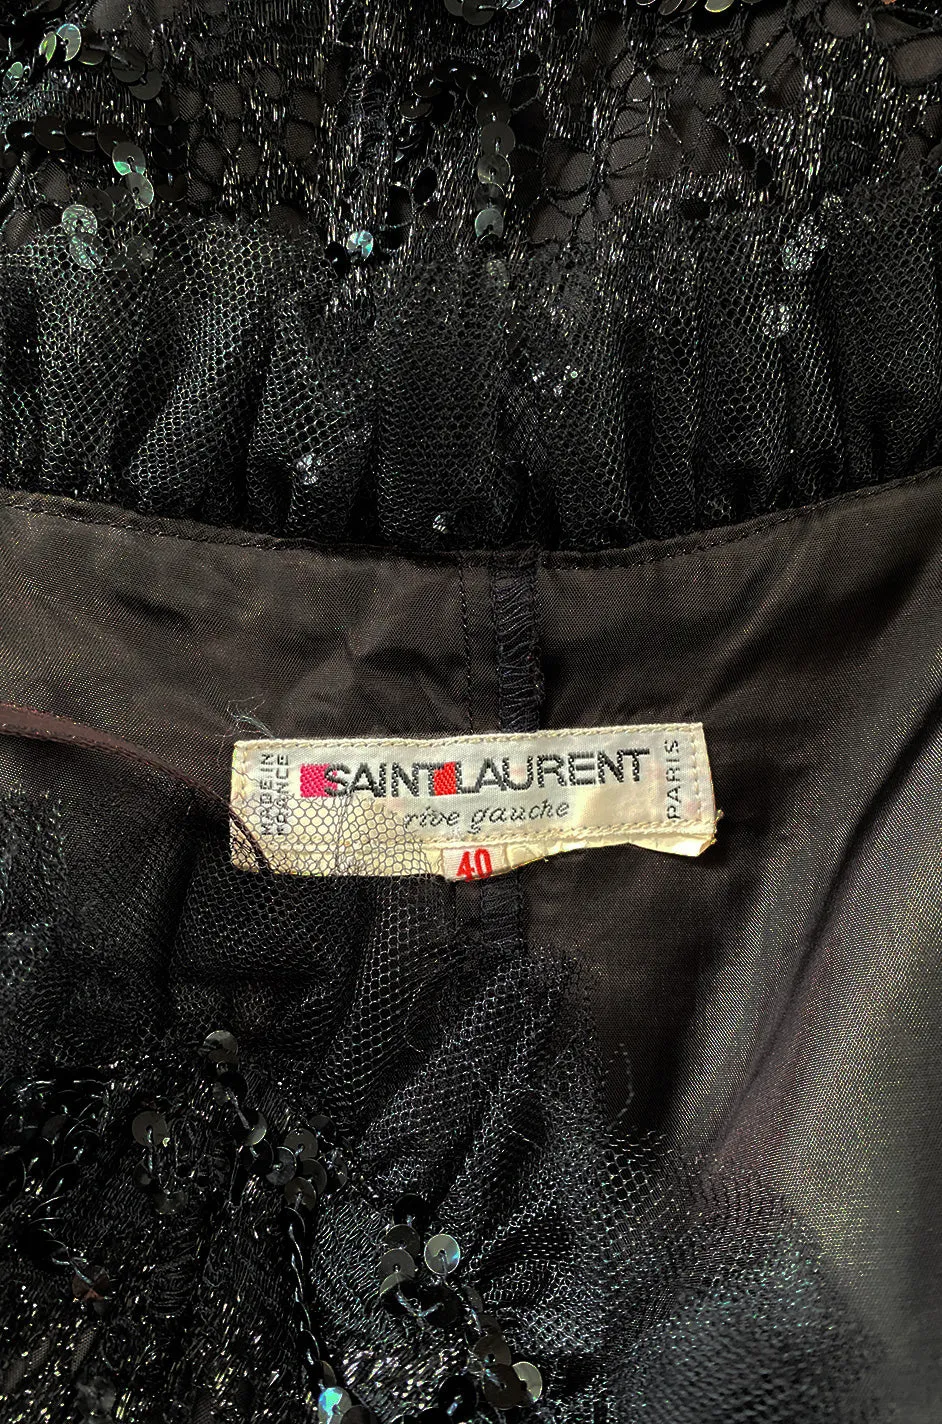 MADE IN
FRANCE
SAINT LAURENT
rive gauche
PARIS
40